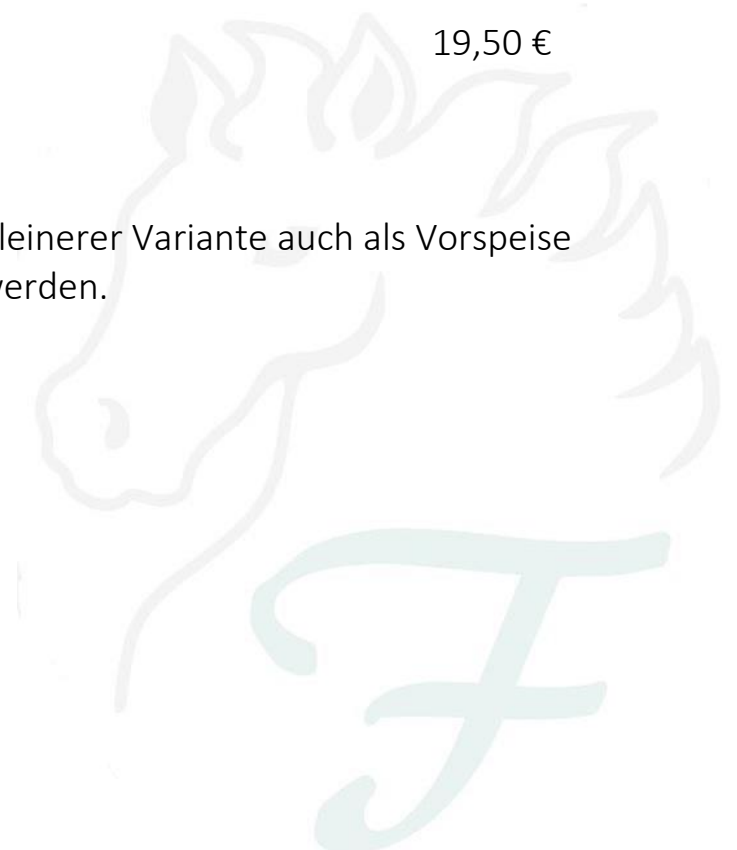 19,50 €
leinerer Variante auch als Vorspeise
verden.
F